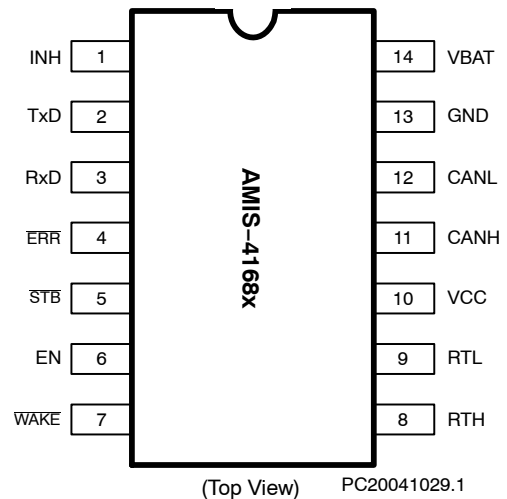 INH 1 14 VBAT
TxD 2 13 GND
RxD 3 12 CANL
ERR 4 11 CANH
STB 5 10 VCC
EN 6 9 RTL
WAKE 7 8 RTH
AMIS–4168x
(Top View) PC20041029.1